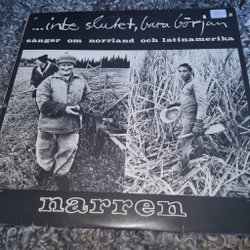 ...inte slutet, bara början
sånger om norrland och latinamerika
narren